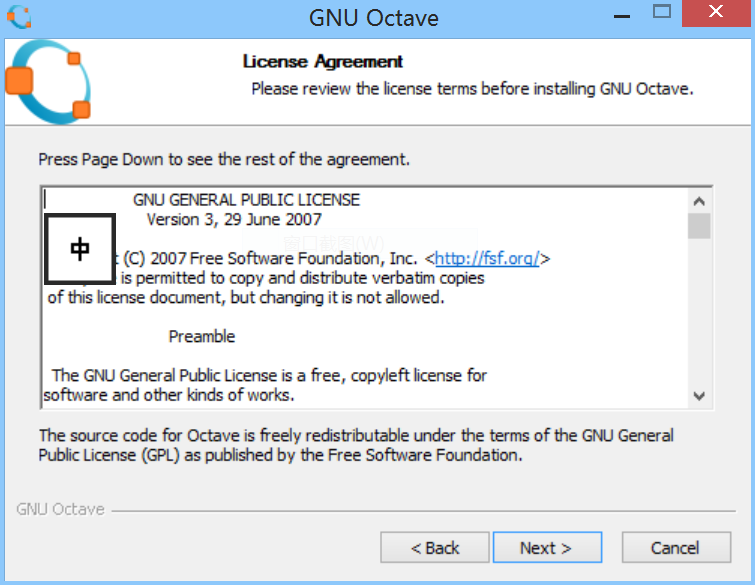 GNU Octave
License Agreement
Please review the license terms before installing GNU Octave.
Press Page Down to see the rest of the agreement.
GNU GENERAL PUBLIC LICENSE
Version 3, 29 June 2007
中
(C) 2007 Free Software Foundation, Inc. <http://fsf.org/>
is permitted to copy and distribute verbatim copies
of this license document, but changing it is not allowed.
Preamble
The GNU General Public License is a free, copyleft license for
software and other kinds of works.
The source code for Octave is freely redistributable under the terms of the GNU General
Public License (GPL) as published by the Free Software Foundation.
GNU Octave
< Back Next > Cancel